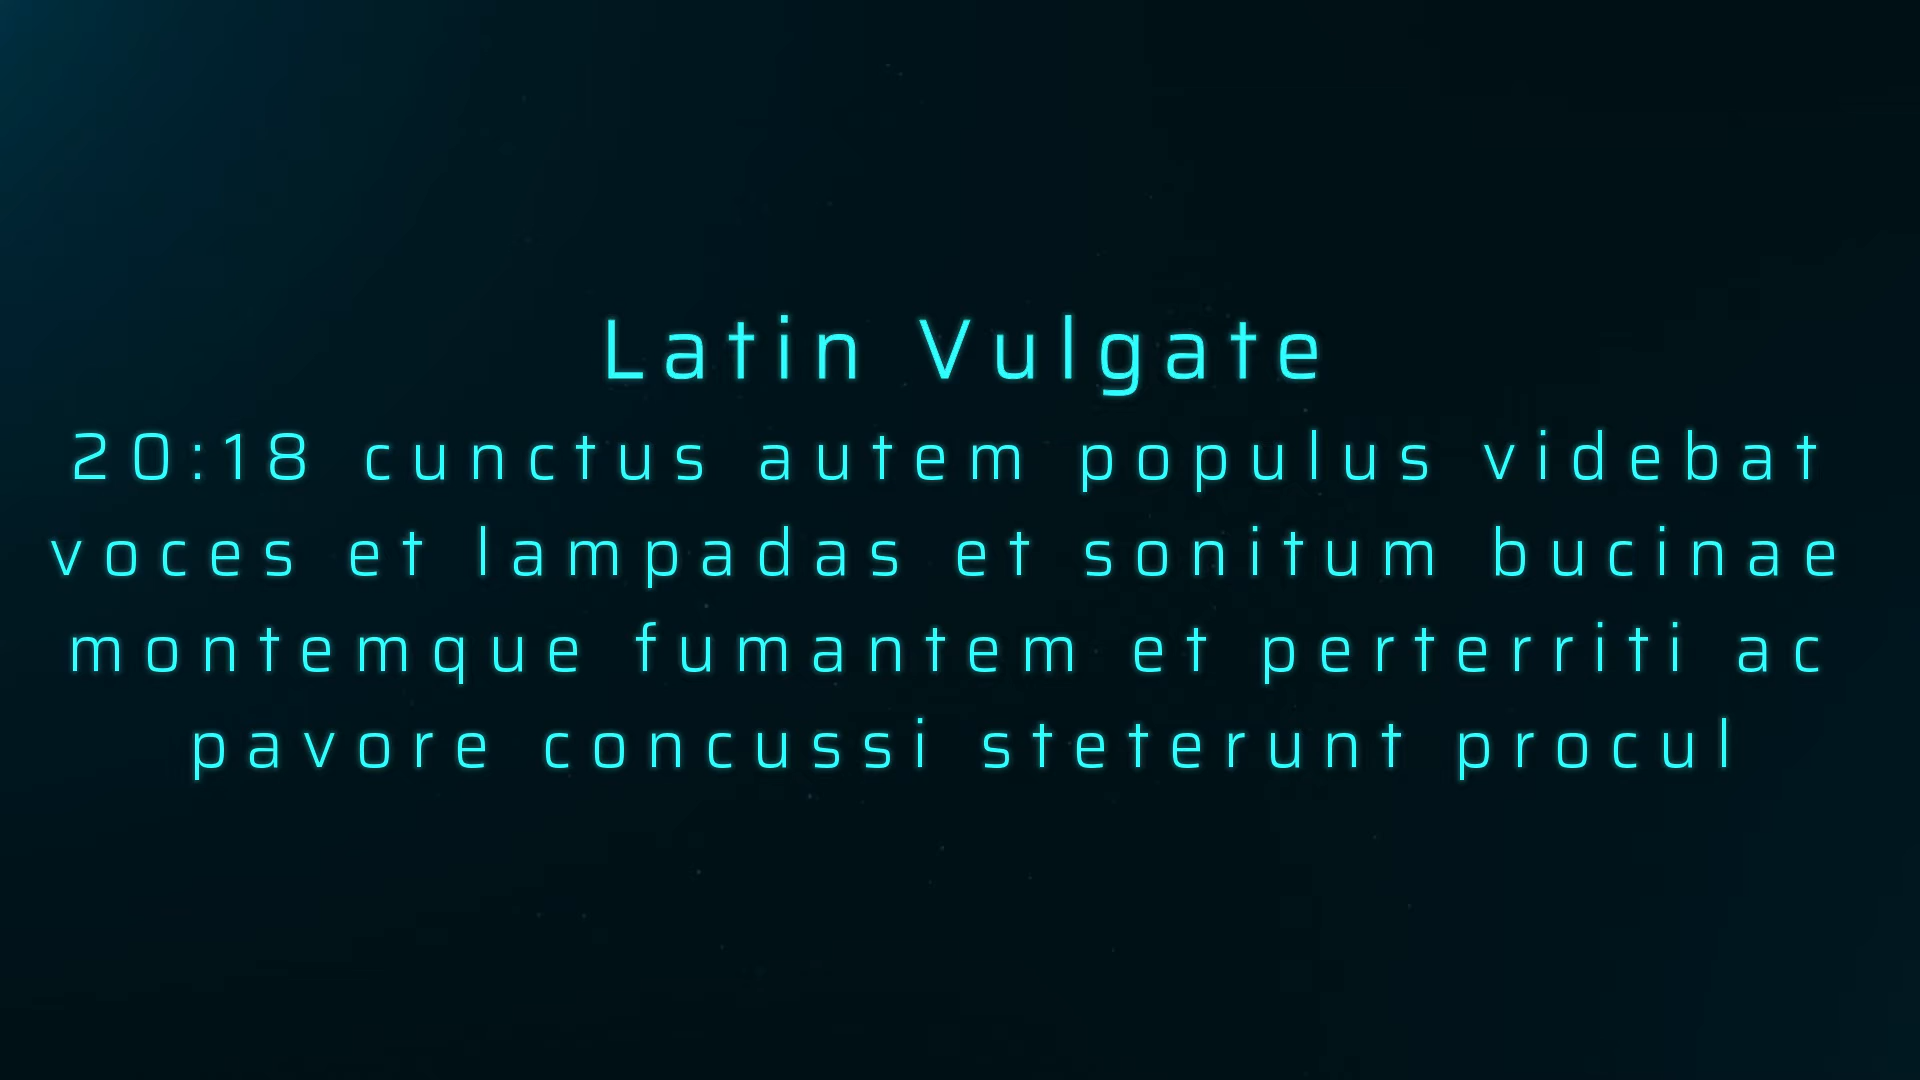 Latin Vulgate
20:18 cunctus autem populus videbat
voces et lampadas et sonitum bucinae
montemque fumantem et perterriti ac
pavore concussi steterunt procul